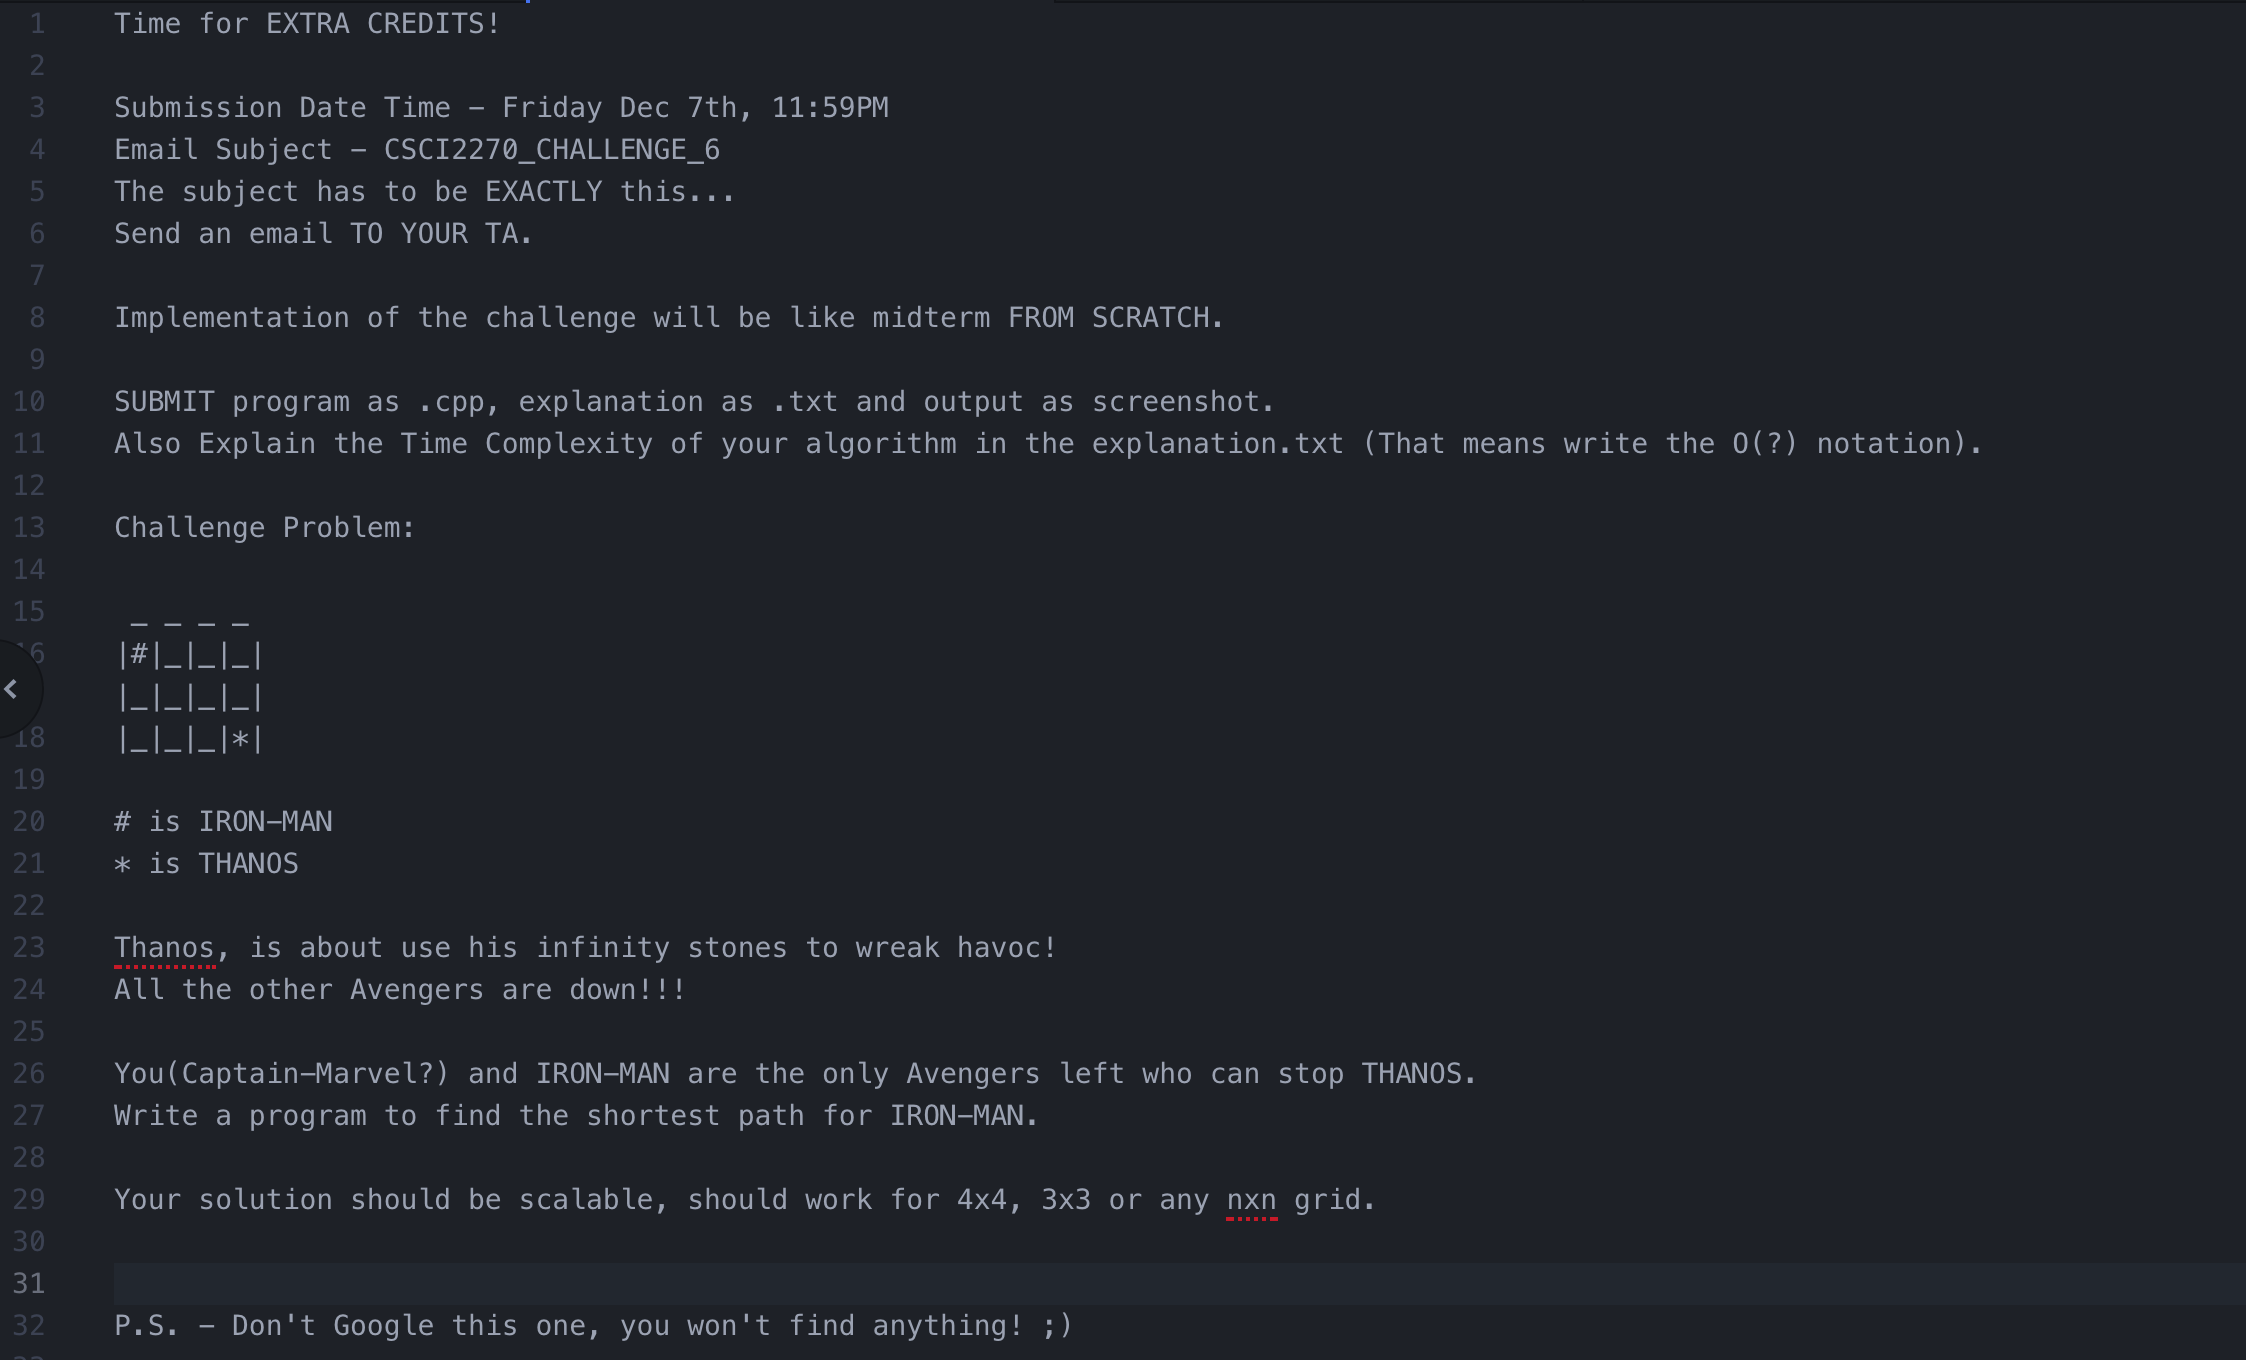 1 Time for EXTRA CREDITS!
2
3 Submission Date Time – Friday Dec 7th, 11:59PM
4 Email Subject – CSCI2270_CHALLENGE_6
5 The subject has to be EXACTLY this...
6 Send an email TO YOUR TA.
7
8 Implementation of the challenge will be like midterm FROM SCRATCH.
9
10 SUBMIT program as .cpp, explanation as .txt and output as screenshot.
11 Also Explain the Time Complexity of your algorithm in the explanation.txt (That means write the O(?) notation).
12
13 Challenge Problem:
14
15  _ _ _ _
16 |#|_|_|_|
|_|_|_|_|
18 |_|_|_|*|
19
20 # is IRON–MAN
21 * is THANOS
22
23 Thanos, is about use his infinity stones to wreak havoc!
24 All the other Avengers are down!!!
25
26 You(Captain–Marvel?) and IRON–MAN are the only Avengers left who can stop THANOS.
27 Write a program to find the shortest path for IRON–MAN.
28
29 Your solution should be scalable, should work for 4x4, 3x3 or any nxn grid.
30
31
32 P.S. – Don't Google this one, you won't find anything! ;)